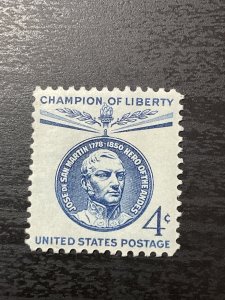 CHAMPION OF LIBERTY
JOSE DE SAN MARTIN 1778-1850 HERO OF THE ANDES
4¢
UNITED STATES POSTAGE